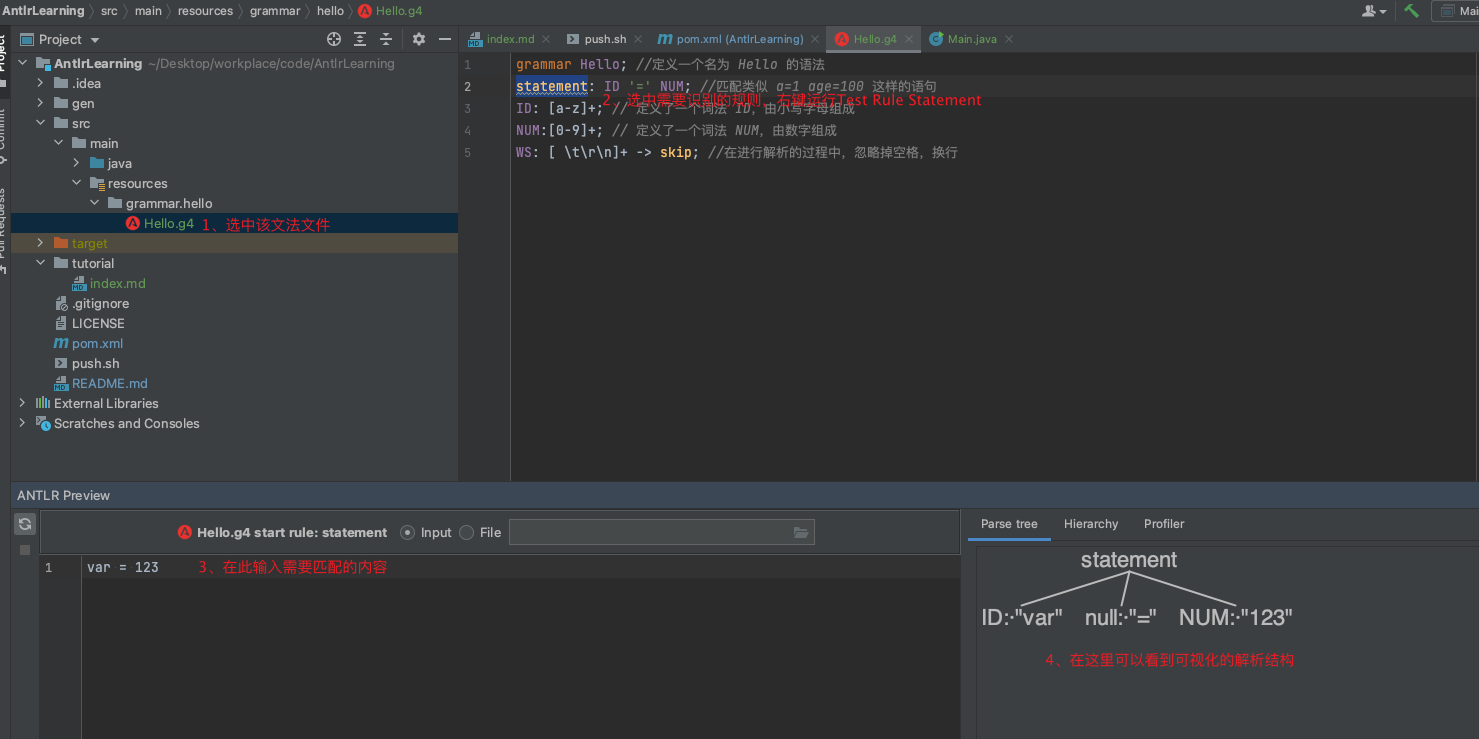 AntlrLearning 〉 src 〉 main 〉 resources 〉 grammar 〉 hello 〉 Hello.g4
Mai
Project
index.md
push.sh
pom.xml (AntlrLearning)
Hello.g4
Main.java
Project
Commit
Pull Requests
AntlrLearning ~/Desktop/workplace/code/AntlrLearning
.idea
gen
src
main
java
resources
grammar.hello
Hello.g4 1、选中该文法文件
target
tutorial
index.md
.gitignore
LICENSE
pom.xml
push.sh
README.md
External Libraries
Scratches and Consoles
1 grammar Hello; //定义一个名为 Hello 的语法
2 statement: ID '=' NUM; //匹配类似 a=1 age=100 这样的语句
2、选中需要识别的规则，右键运行Test Rule Statement
3 ID: [a-z]+; // 定义了一个词法 ID，由小写字母组成
4 NUM:[0-9]+; // 定义了一个词法 NUM，由数字组成
5 WS: [ \t\r\n]+ -> skip; //在进行解析的过程中，忽略掉空格，换行
ANTLR Preview
Hello.g4 start rule: statement Input File
1 var = 123 3、在此输入需要匹配的内容
Parse tree Hierarchy Profiler
statement
ID:·"var" null:·"=" NUM:·"123"
4、在这里可以看到可视化的解析结构